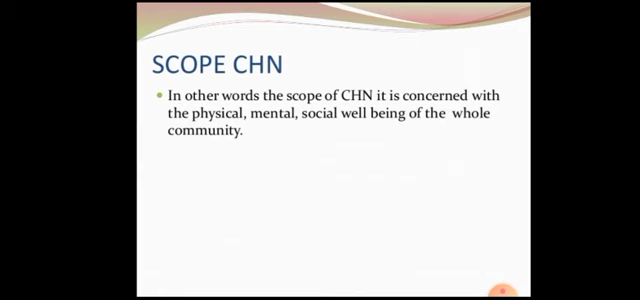 SCOPE CHN
In other words the scope of CHN it is concerned with
the physical, mental, social well being of the whole
community.